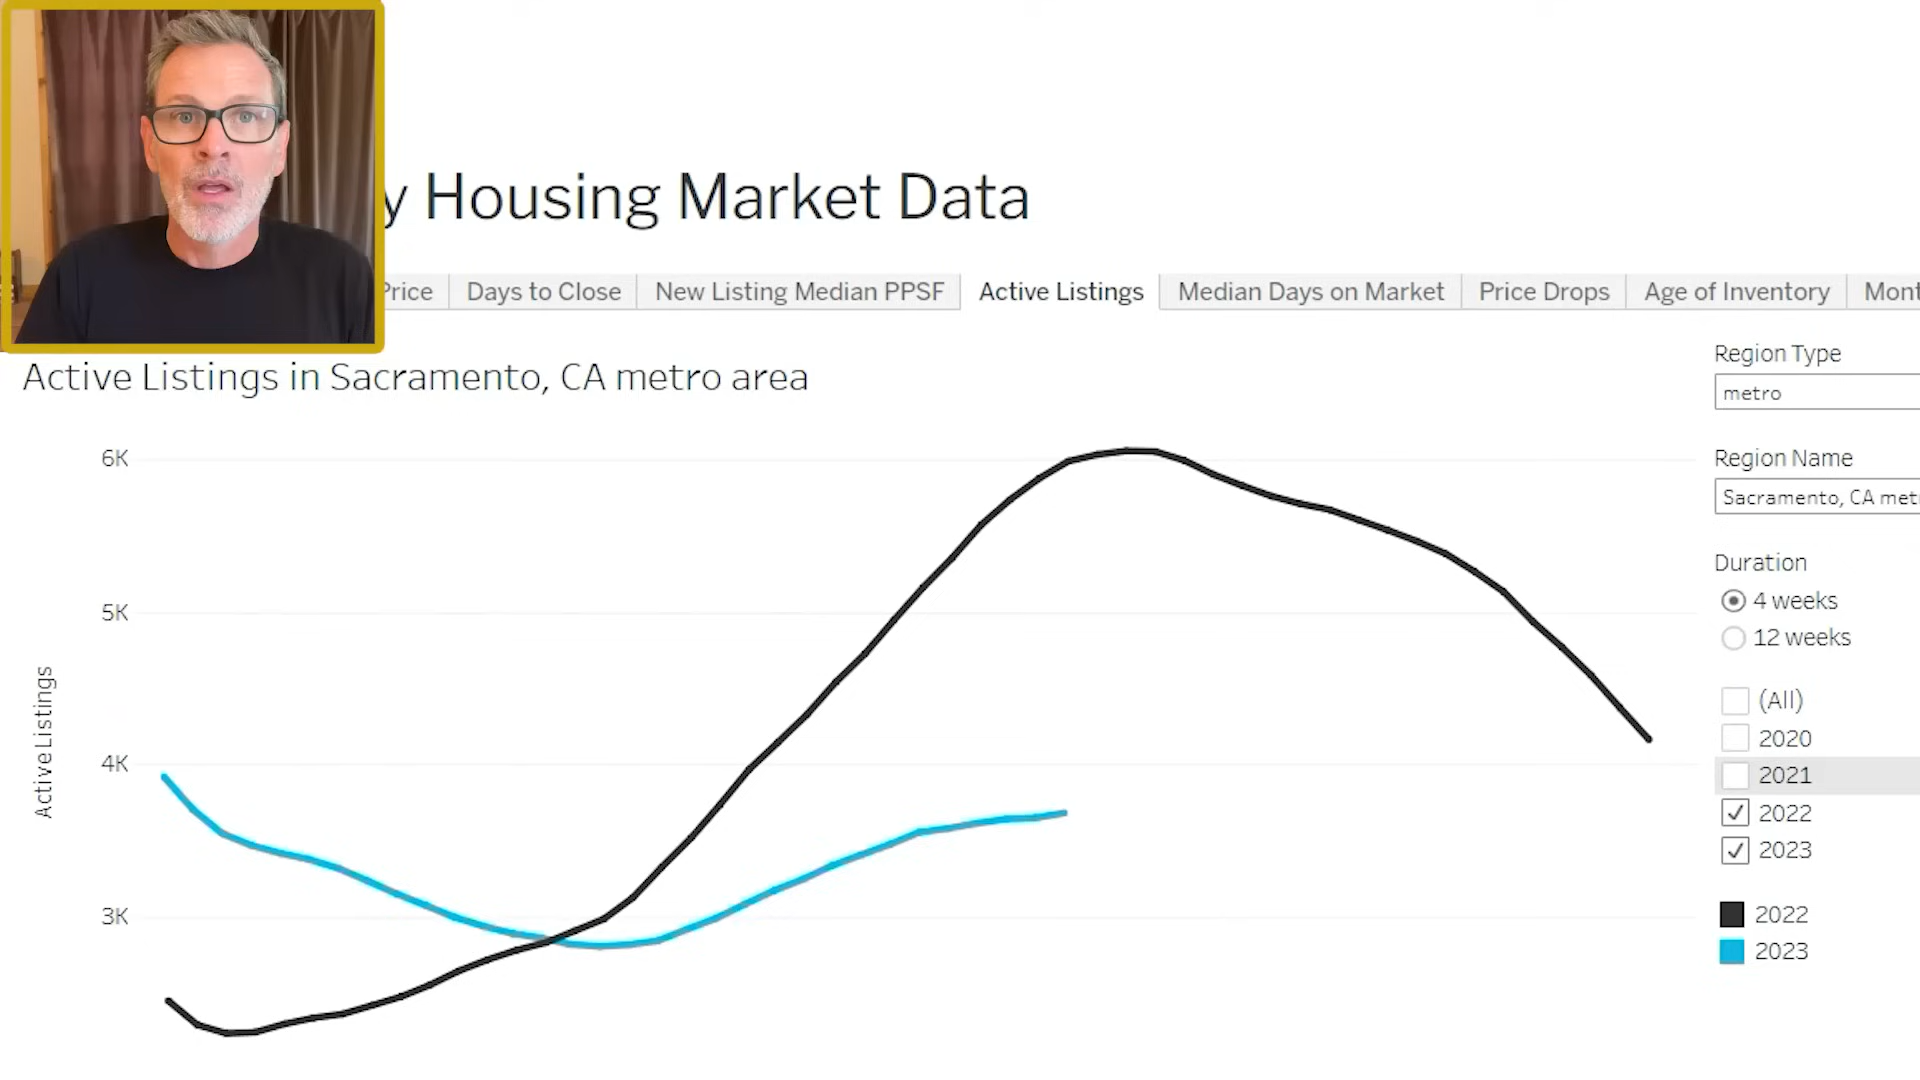 y Housing Market Data
Price
Days to Close
New Listing Median PPSF
Active Listings
Median Days on Market
Price Drops
Age of Inventory
Mont
Active Listings in Sacramento, CA metro area
6K
5K
4K
3K
Active Listings
Region Type
metro
Region Name
Sacramento, CA met
Duration
4 weeks
12 weeks
(All)
2020
2021
2022
2023
2022
2023